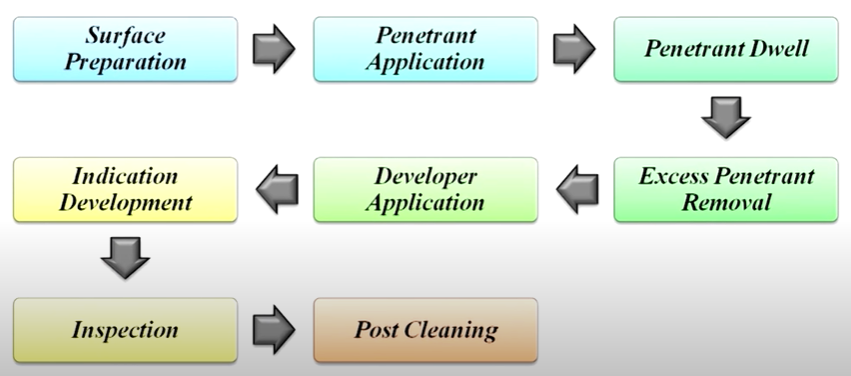 Surface
Preparation
Penetrant
Application
Penetrant Dwell
Excess Penetrant
Removal
Developer
Application
Indication
Development
Inspection
Post Cleaning